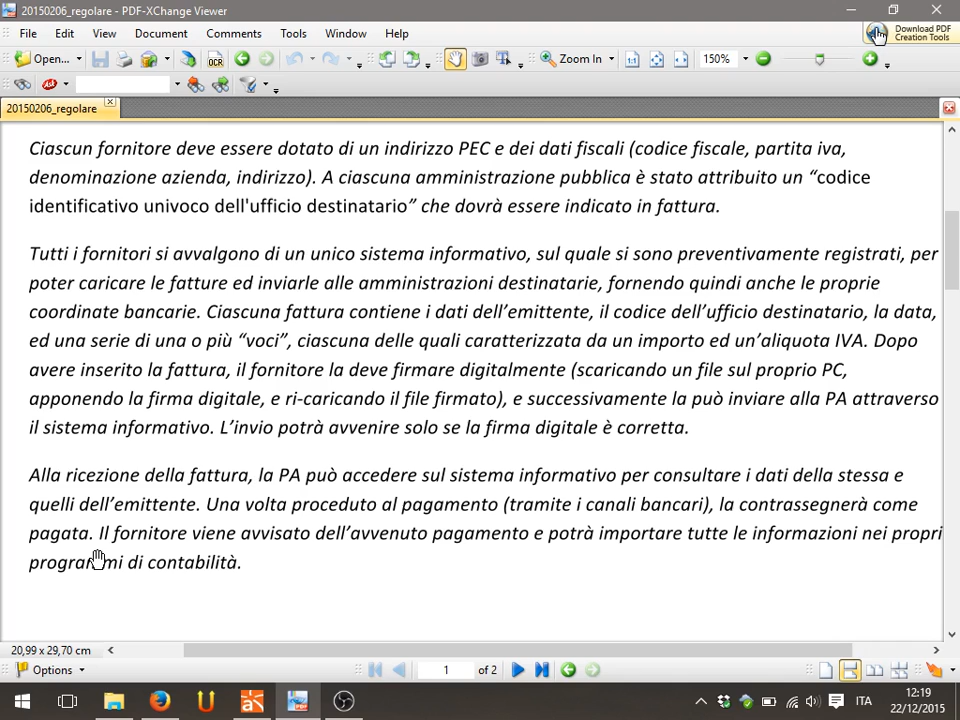 20150206_regolare - PDF-XChange Viewer
File Edit View Document Comments Tools Window Help
Download PDF
Creation Tools
Open... OCR Zoom In 1:1 150%
20150206_regolare
Ciascun fornitore deve essere dotato di un indirizzo PEC e dei dati fiscali (codice fiscale, partita iva,
denominazione azienda, indirizzo). A ciascuna amministrazione pubblica è stato attribuito un “codice
identificativo univoco dell'ufficio destinatario” che dovrà essere indicato in fattura.
Tutti i fornitori si avvalgono di un unico sistema informativo, sul quale si sono preventivamente registrati, per
poter caricare le fatture ed inviarle alle amministrazioni destinatarie, fornendo quindi anche le proprie
coordinate bancarie. Ciascuna fattura contiene i dati dell’emittente, il codice dell’ufficio destinatario, la data,
ed una serie di una o più “voci”, ciascuna delle quali caratterizzata da un importo ed un’aliquota IVA. Dopo
avere inserito la fattura, il fornitore la deve firmare digitalmente (scaricando un file sul proprio PC,
apponendo la firma digitale, e ri-caricando il file firmato), e successivamente la può inviare alla PA attraverso
il sistema informativo. L’invio potrà avvenire solo se la firma digitale è corretta.
Alla ricezione della fattura, la PA può accedere sul sistema informativo per consultare i dati della stessa e
quelli dell’emittente. Una volta proceduto al pagamento (tramite i canali bancari), la contrassegnerà come
pagata. Il fornitore viene avvisato dell’avvenuto pagamento e potrà importare tutte le informazioni nei propri
programmi di contabilità.
20,99 x 29,70 cm
Options 1 of 2
ITA
12:19
22/12/2015